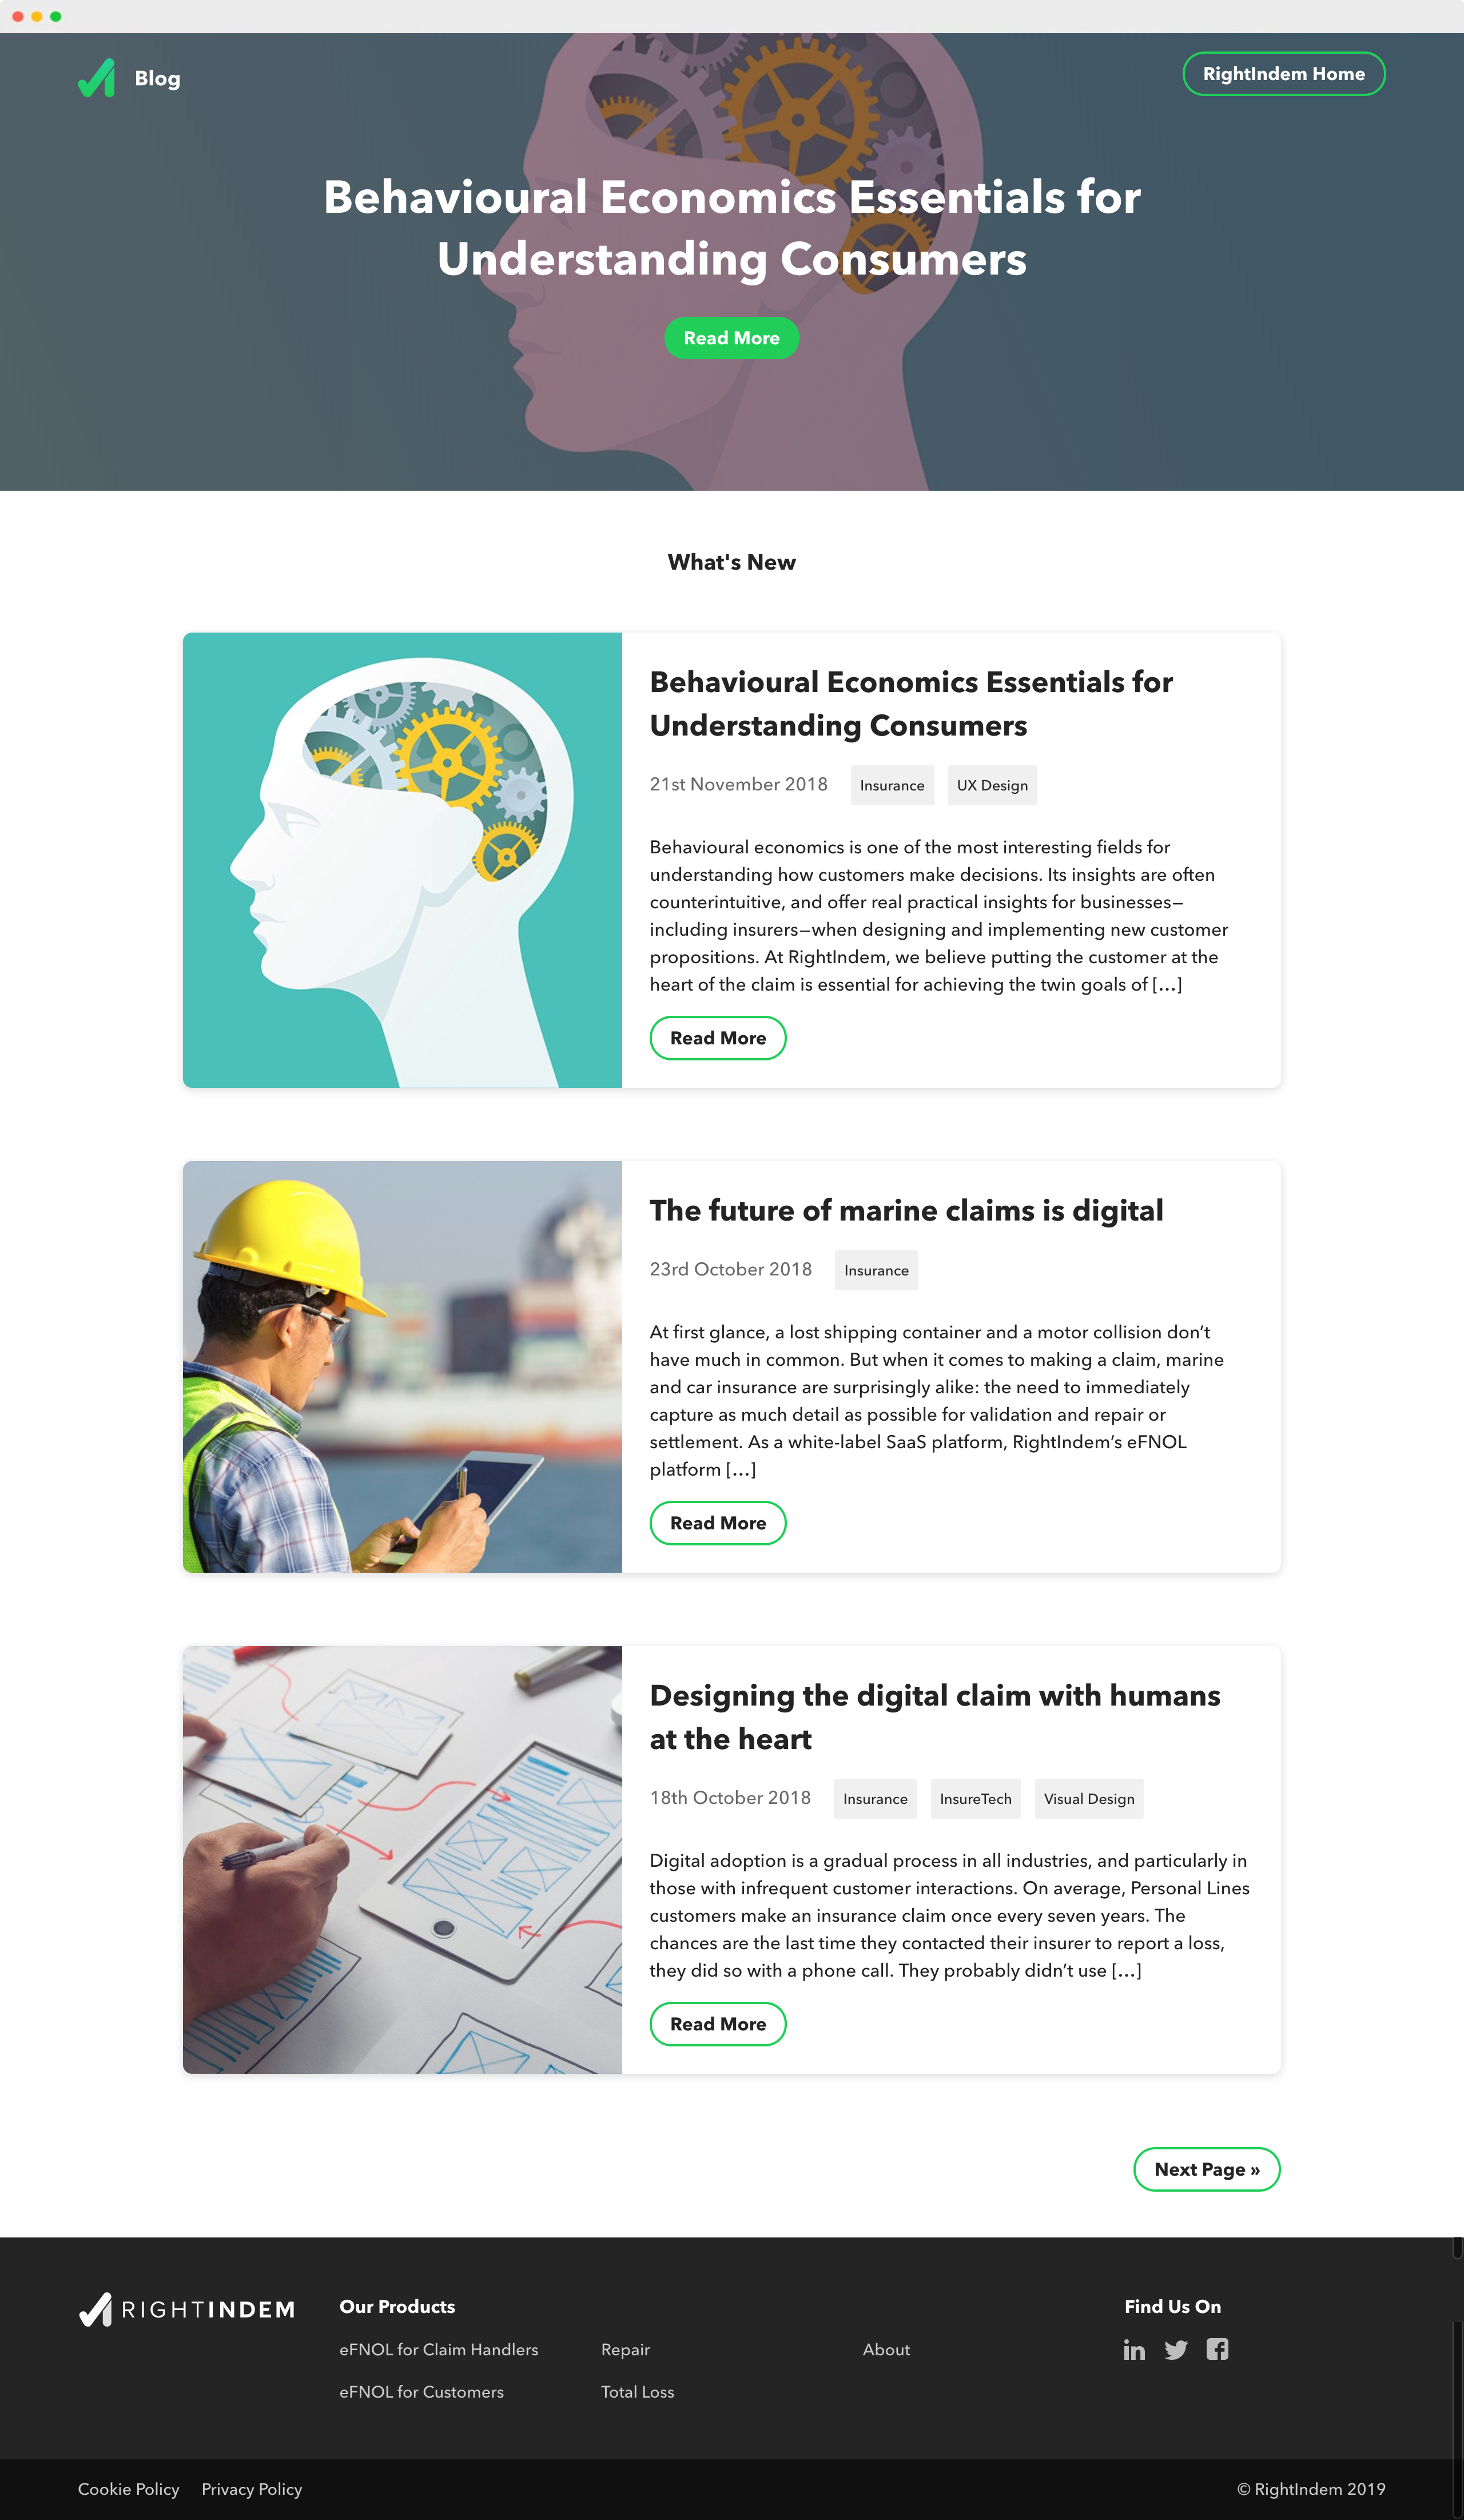 Blog
RightIndem Home
Behavioural Economics Essentials for
Understanding Consumers
Read More
What's New
Behavioural Economics Essentials for
Understanding Consumers
21st November 2018 Insurance UX Design
Behavioural economics is one of the most interesting fields for
understanding how customers make decisions. Its insights are often
counterintuitive, and offer real practical insights for businesses—
including insurers—when designing and implementing new customer
propositions. At RightIndem, we believe putting the customer at the
heart of the claim is essential for achieving the twin goals of […]
Read More
The future of marine claims is digital
23rd October 2018 Insurance
At first glance, a lost shipping container and a motor collision don’t
have much in common. But when it comes to making a claim, marine
and car insurance are surprisingly alike: the need to immediately
capture as much detail as possible for validation and repair or
settlement. As a white-label SaaS platform, RightIndem’s eFNOL
platform […]
Read More
Designing the digital claim with humans
at the heart
18th October 2018 Insurance InsureTech Visual Design
Digital adoption is a gradual process in all industries, and particularly in
those with infrequent customer interactions. On average, Personal Lines
customers make an insurance claim once every seven years. The
chances are the last time they contacted their insurer to report a loss,
they did so with a phone call. They probably didn’t use […]
Read More
Next Page »
RIGHTINDEM
Our Products
Find Us On
eFNOL for Claim Handlers Repair About
eFNOL for Customers Total Loss
Cookie Policy Privacy Policy
© RightIndem 2019